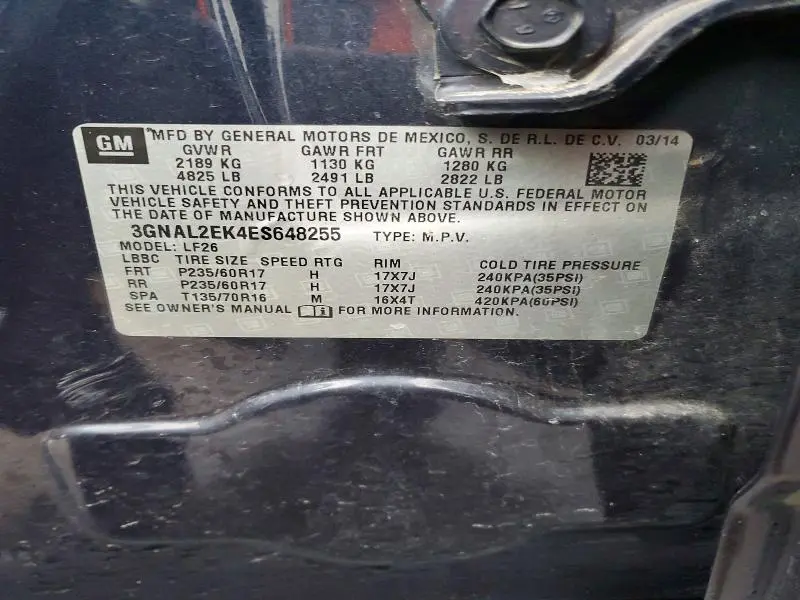 GM MFD BY GENERAL MOTORS DE MEXICO, S. DE R.L. DE C.V. 03/14
GVWR GAWR FRT GAWR RR
2189 KG 1130 KG 1280 KG
4825 LB 2491 LB 2822 LB
THIS VEHICLE CONFORMS TO ALL APPLICABLE U.S. FEDERAL MOTOR
VEHICLE SAFETY, BUMPER, AND THEFT PREVENTION STANDARDS IN EFFECT
ON THE DATE OF MANUFACTURE SHOWN ABOVE.
3GNAL2EK4ES648255 TYPE: M.P.V.
MODEL: LF26
LBBC TIRE SIZE SPEED RTG RIM COLD TIRE PRESSURE
FRT P235/60R17 H 17X7J 240KPA(35PSI)
RR P235/60R17 H 17X7J 240KPA(35PSI)
SPA T135/70R16 M 16X4T 420KPA(60PSI)
SEE OWNER'S MANUAL FOR MORE INFORMATION.